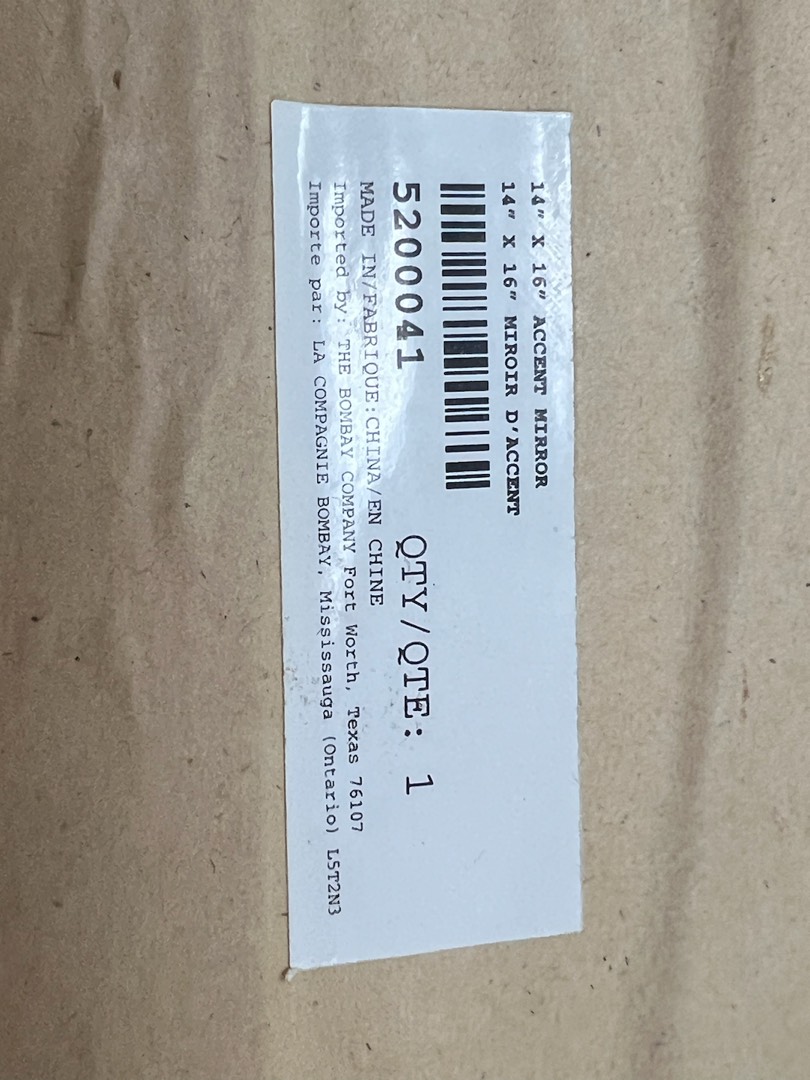 14" X 16" ACCENT MIRROR
14" X 16" MIROIR D'ACCENT
5200041 QTY/QTE: 1
MADE IN/FABRIQUE:CHINA/EN CHINE
Imported by: THE BOMBAY COMPANY Fort Worth, Texas 76107
Importe par: LA COMPAGNIE BOMBAY, Mississauga (Ontario) L5T2N3